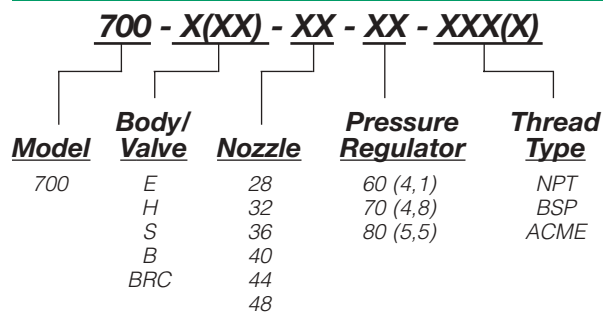 700 - X(XX) - XX - XX - XXX(X)
Model
Body/
Valve
Nozzle
Pressure
Regulator
Thread
Type
700
E
H
S
B
BRC
28
32
36
40
44
48
60 (4,1)
70 (4,8)
80 (5,5)
NPT
BSP
ACME